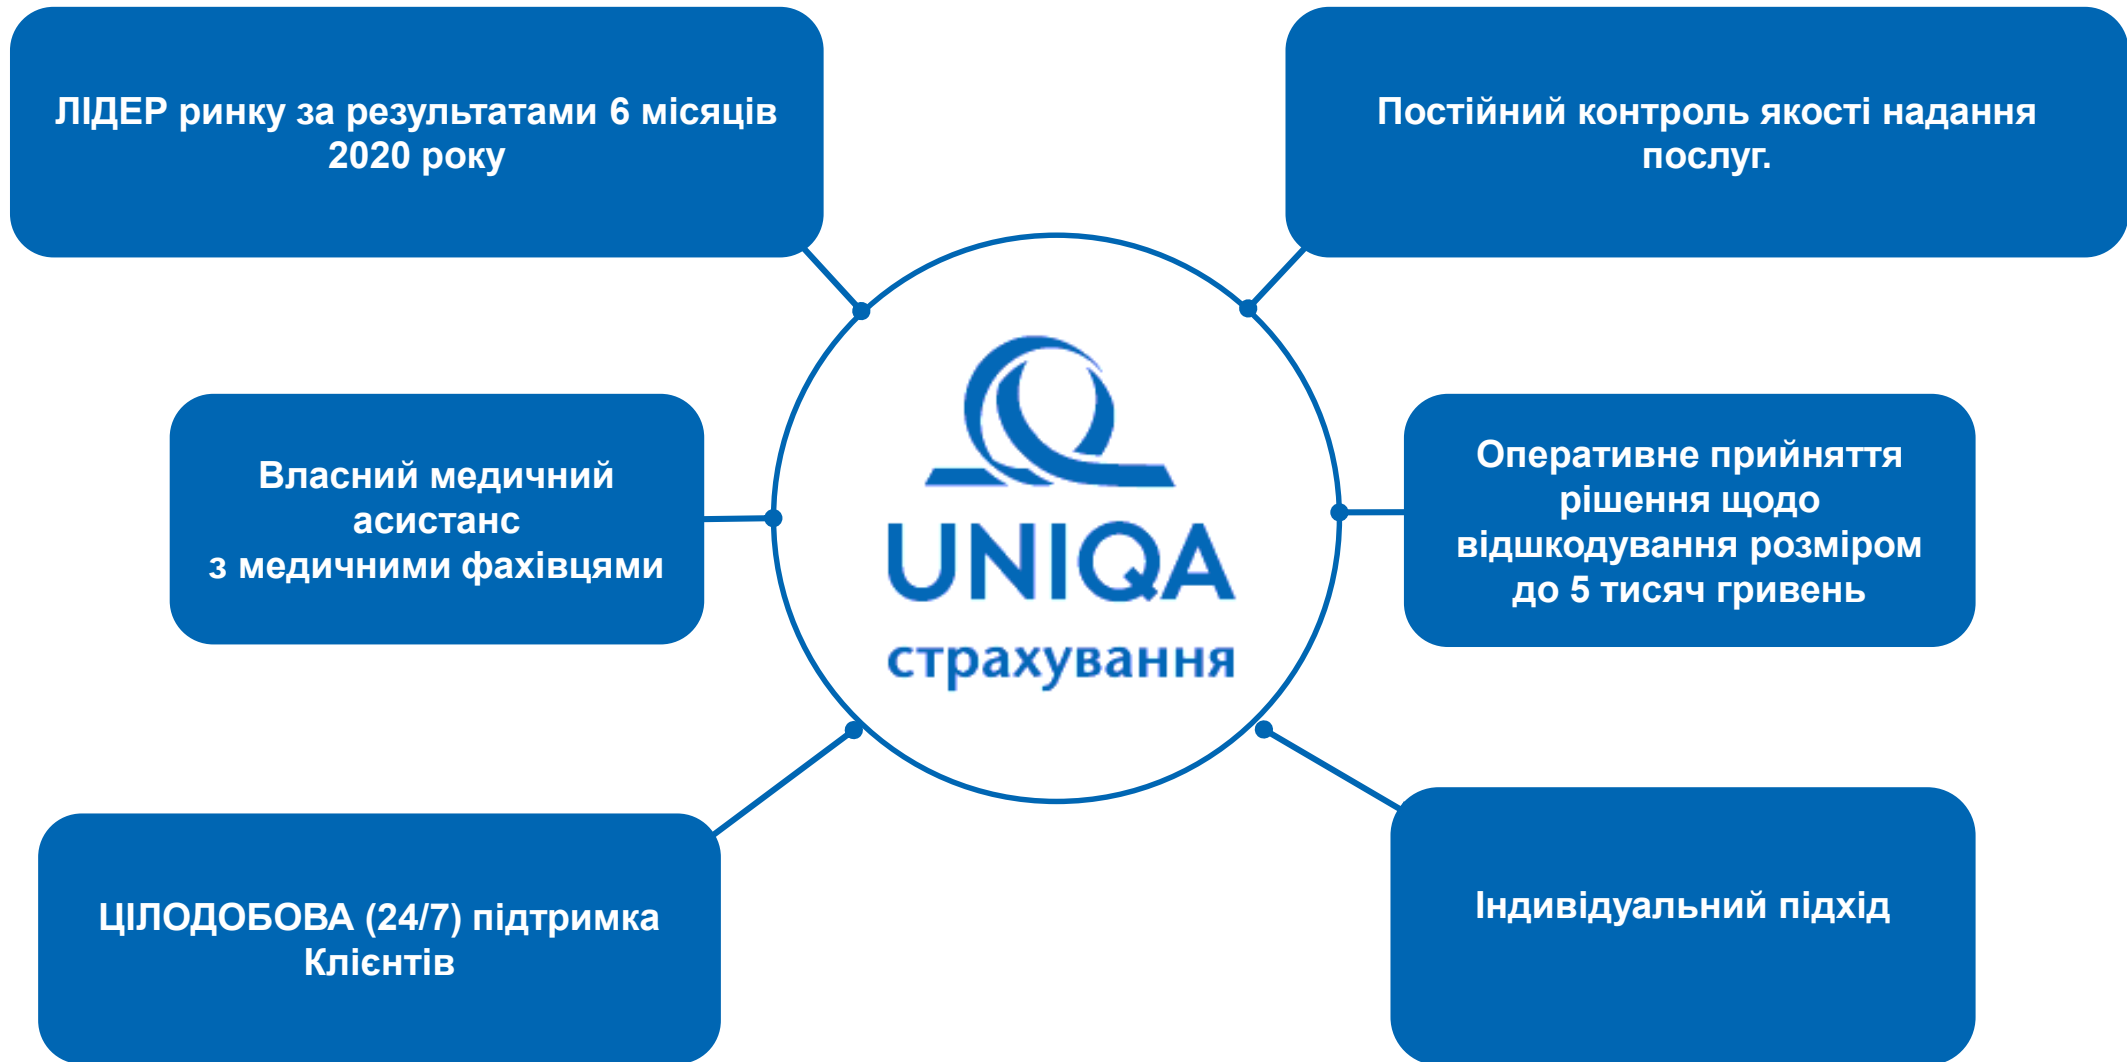 ЛІДЕР ринку за результатами 6 місяців
2020 року
Постійний контроль якості надання
послуг.
Власний медичний
асистанс
з медичними фахівцями
UNIQA
страхування
Оперативне прийняття
рішення щодо
відшкодування розміром
до 5 тисяч гривень
ЦІЛОДОБОВА (24/7) підтримка
Клієнтів
Індивідуальний підхід